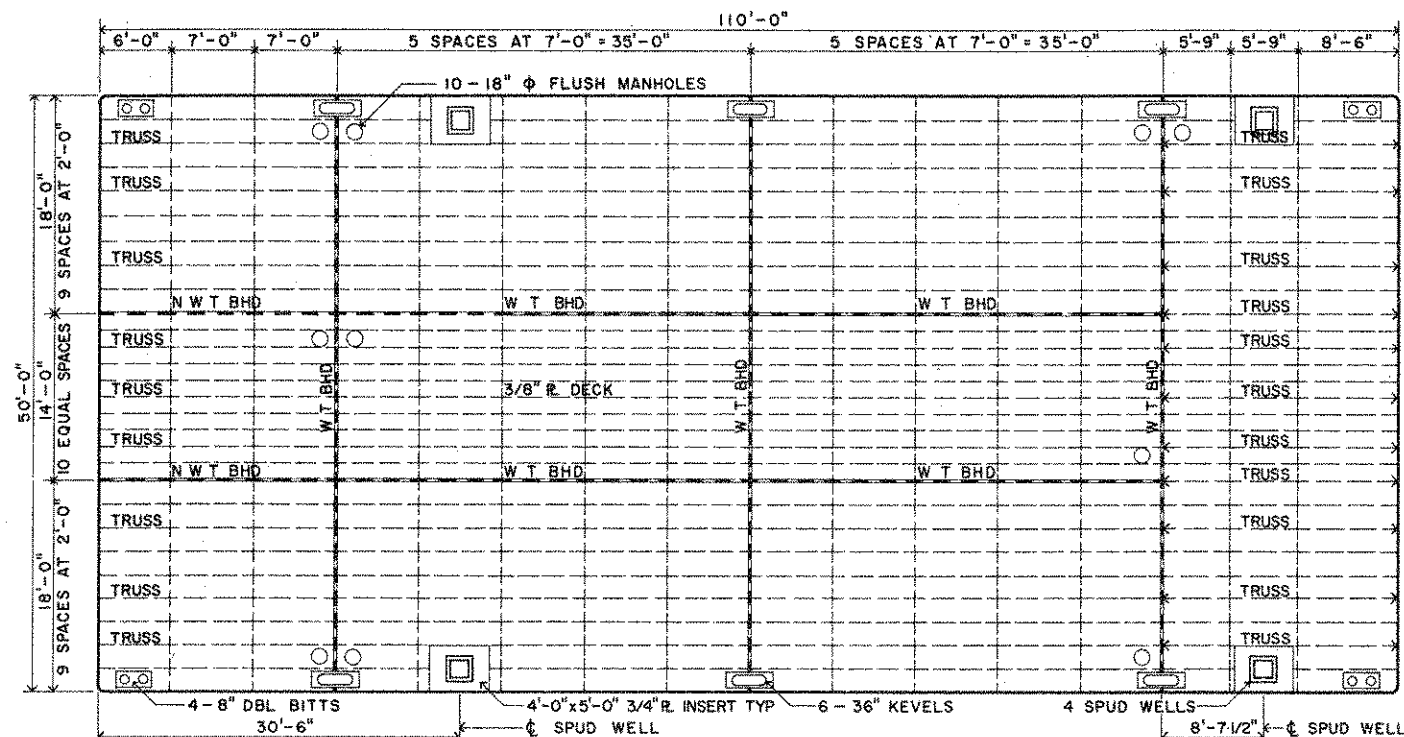 110'-0"
6'-0" 7'-0" 7'-0" 5 SPACES AT 7'-0" = 35'-0" 5 SPACES AT 7'-0" = 35'-0" 5'-9" 5'-9" 8'-6"
10 - 18" ϕ FLUSH MANHOLES
50'-0"
18'-0"
9 SPACES AT 2'-0"
14'-0"
10 EQUAL SPACES
18'-0"
9 SPACES AT 2'-0"
TRUSS TRUSS
TRUSS TRUSS
TRUSS TRUSS
N W T BHD W T BHD W T BHD TRUSS
TRUSS TRUSS
W T BHD W T BHD W T BHD
TRUSS 3/8" PL DECK TRUSS
TRUSS TRUSS
N W T BHD W T BHD W T BHD TRUSS
TRUSS TRUSS
TRUSS TRUSS
TRUSS TRUSS
4-8" DBL BITTS 4'-0"x5'-0" 3/4" PL INSERT TYP 6 - 36" KEVELS 4 SPUD WELLS
30'-6" ℄ SPUD WELL 8'-7-1/2" ℄ SPUD WELL